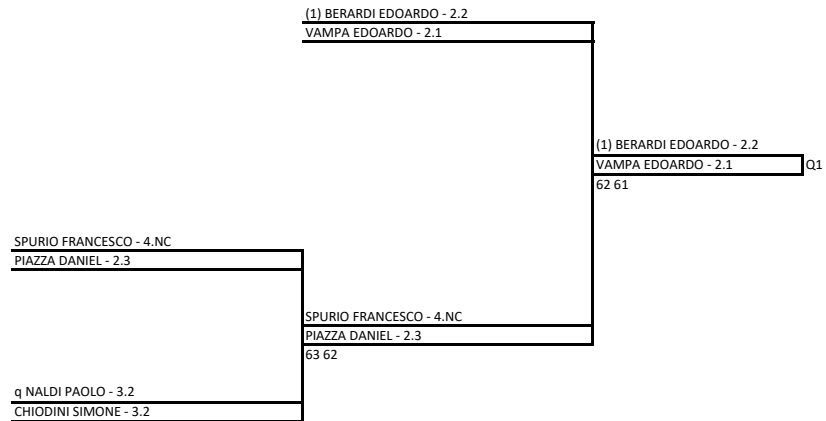 (1) BERARDI EDOARDO - 2.2
VAMPA EDOARDO - 2.1
(1) BERARDI EDOARDO - 2.2
VAMPA EDOARDO - 2.1
Q1
62 61
SPURIO FRANCESCO - 4.NC
PIAZZA DANIEL - 2.3
SPURIO FRANCESCO - 4.NC
PIAZZA DANIEL - 2.3
63 62
q NALDI PAOLO - 3.2
CHIODINI SIMONE - 3.2